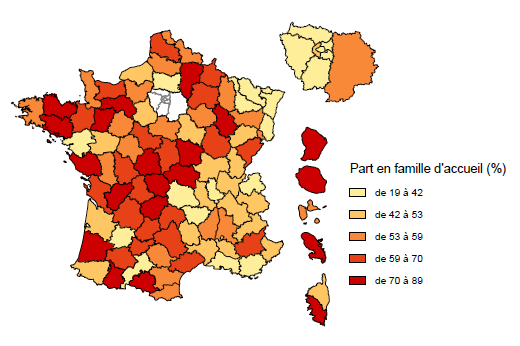 Part en famille d'accueil (%)
de 19 à 42
de 42 à 53
de 53 à 59
de 59 à 70
de 70 à 89